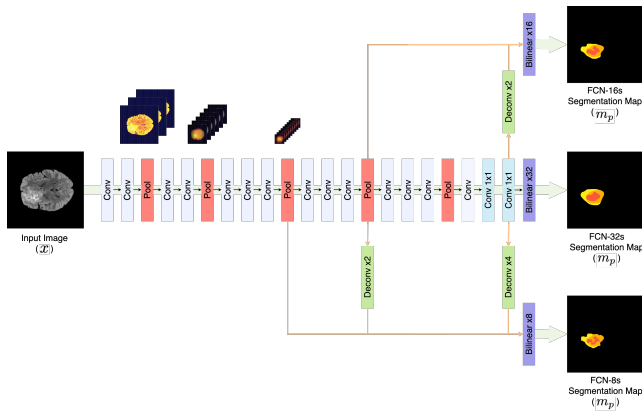 Bilinear x16
FCN-16s
Segmentation Map
(m_p)
Deconv x2
Conv
Conv
Pool
Conv
Conv
Pool
Conv
Conv
Conv
Pool
Conv
Conv
Conv
Pool
Conv
Conv
Conv
Pool
Conv
Conv 1x1
Conv 1x1
Bilinear x32
Input Image
(x)
FCN-32s
Segmentation Map
(m_p)
Deconv x2
Deconv x4
Bilinear x8
FCN-8s
Segmentation Map
(m_p)